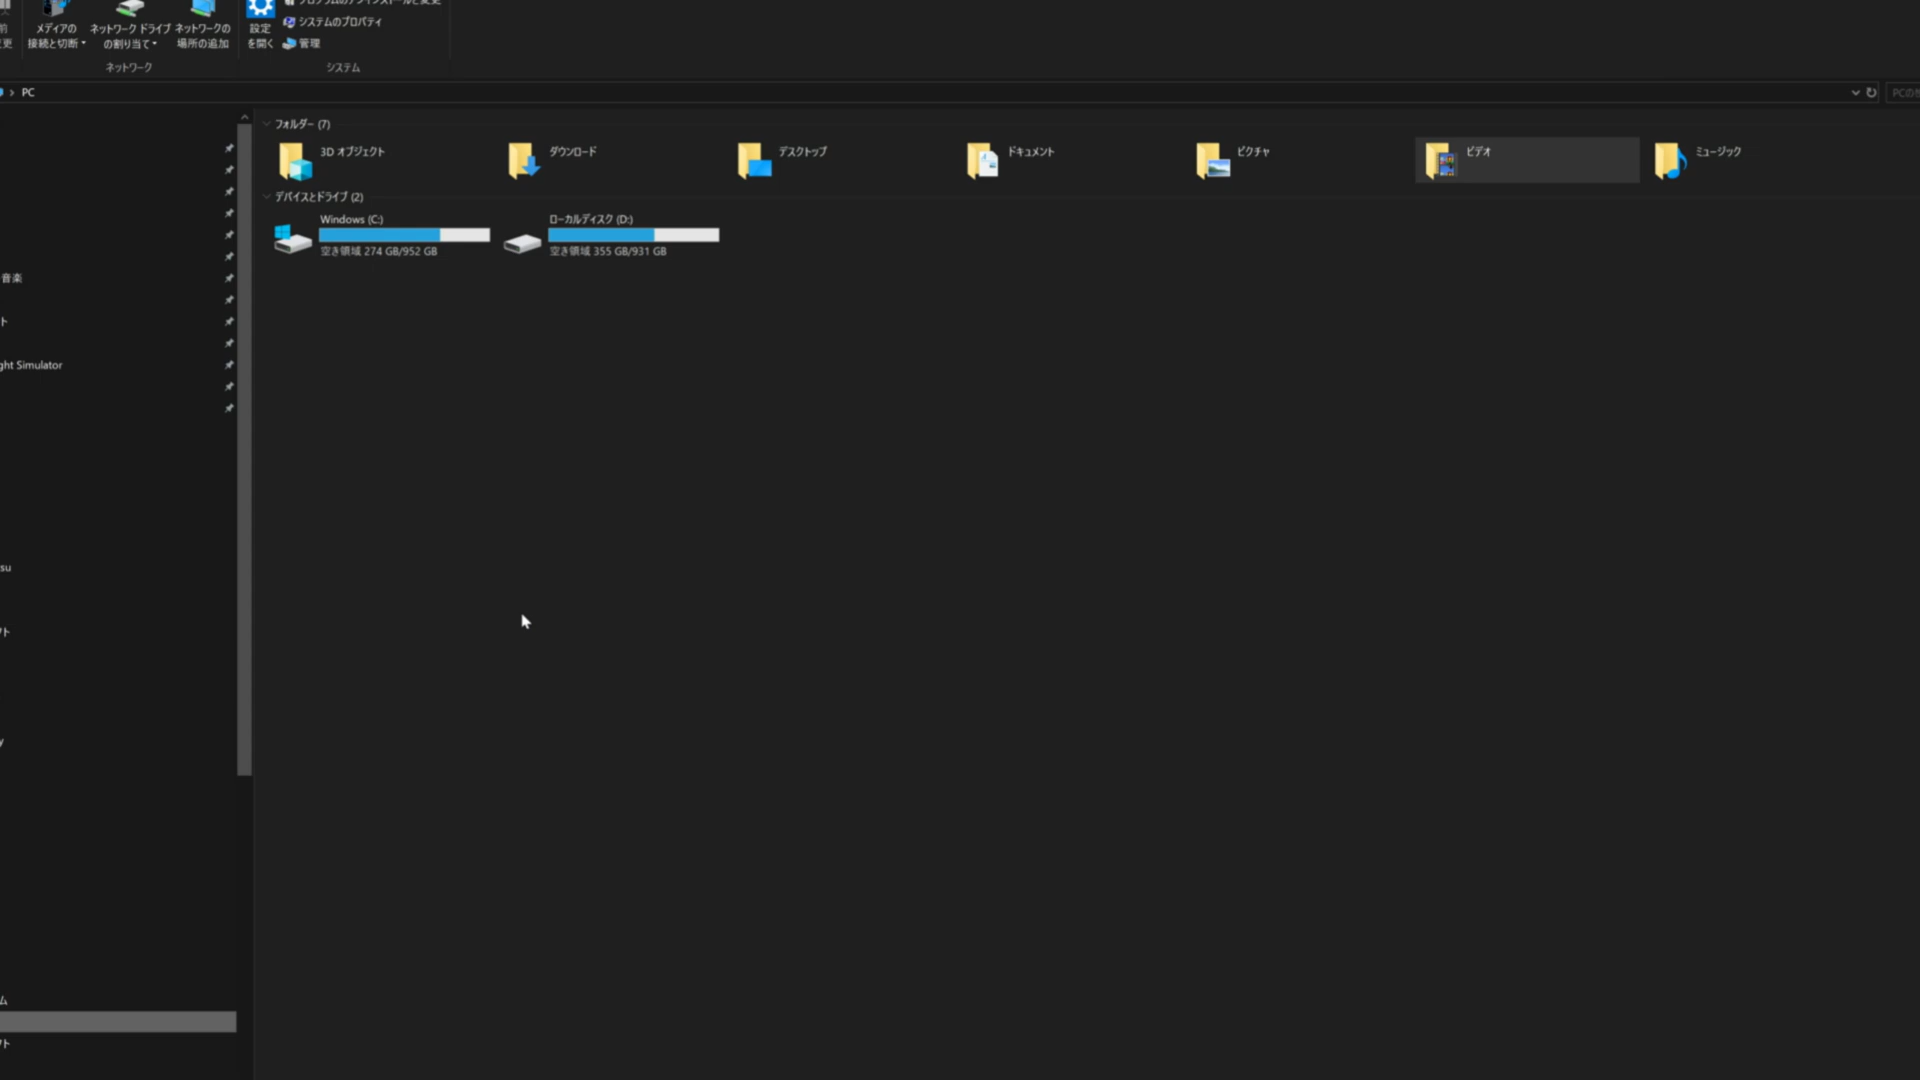 メディアの
接続と切断
ネットワーク ドライブ
の割り当て
ネットワークの
場所の追加
ネットワーク
設定
を開く
システムのプロパティ
管理
システム
PC
フォルダー (7)
3D オブジェクト
ダウンロード
デスクトップ
ドキュメント
ピクチャ
ビデオ
ミュージック
デバイスとドライブ (2)
Windows (C:)
空き領域 274 GB/952 GB
ローカルディスク (D:)
空き領域 355 GB/931 GB
音楽
ト
ght Simulator
su
ト
y
ム
ト